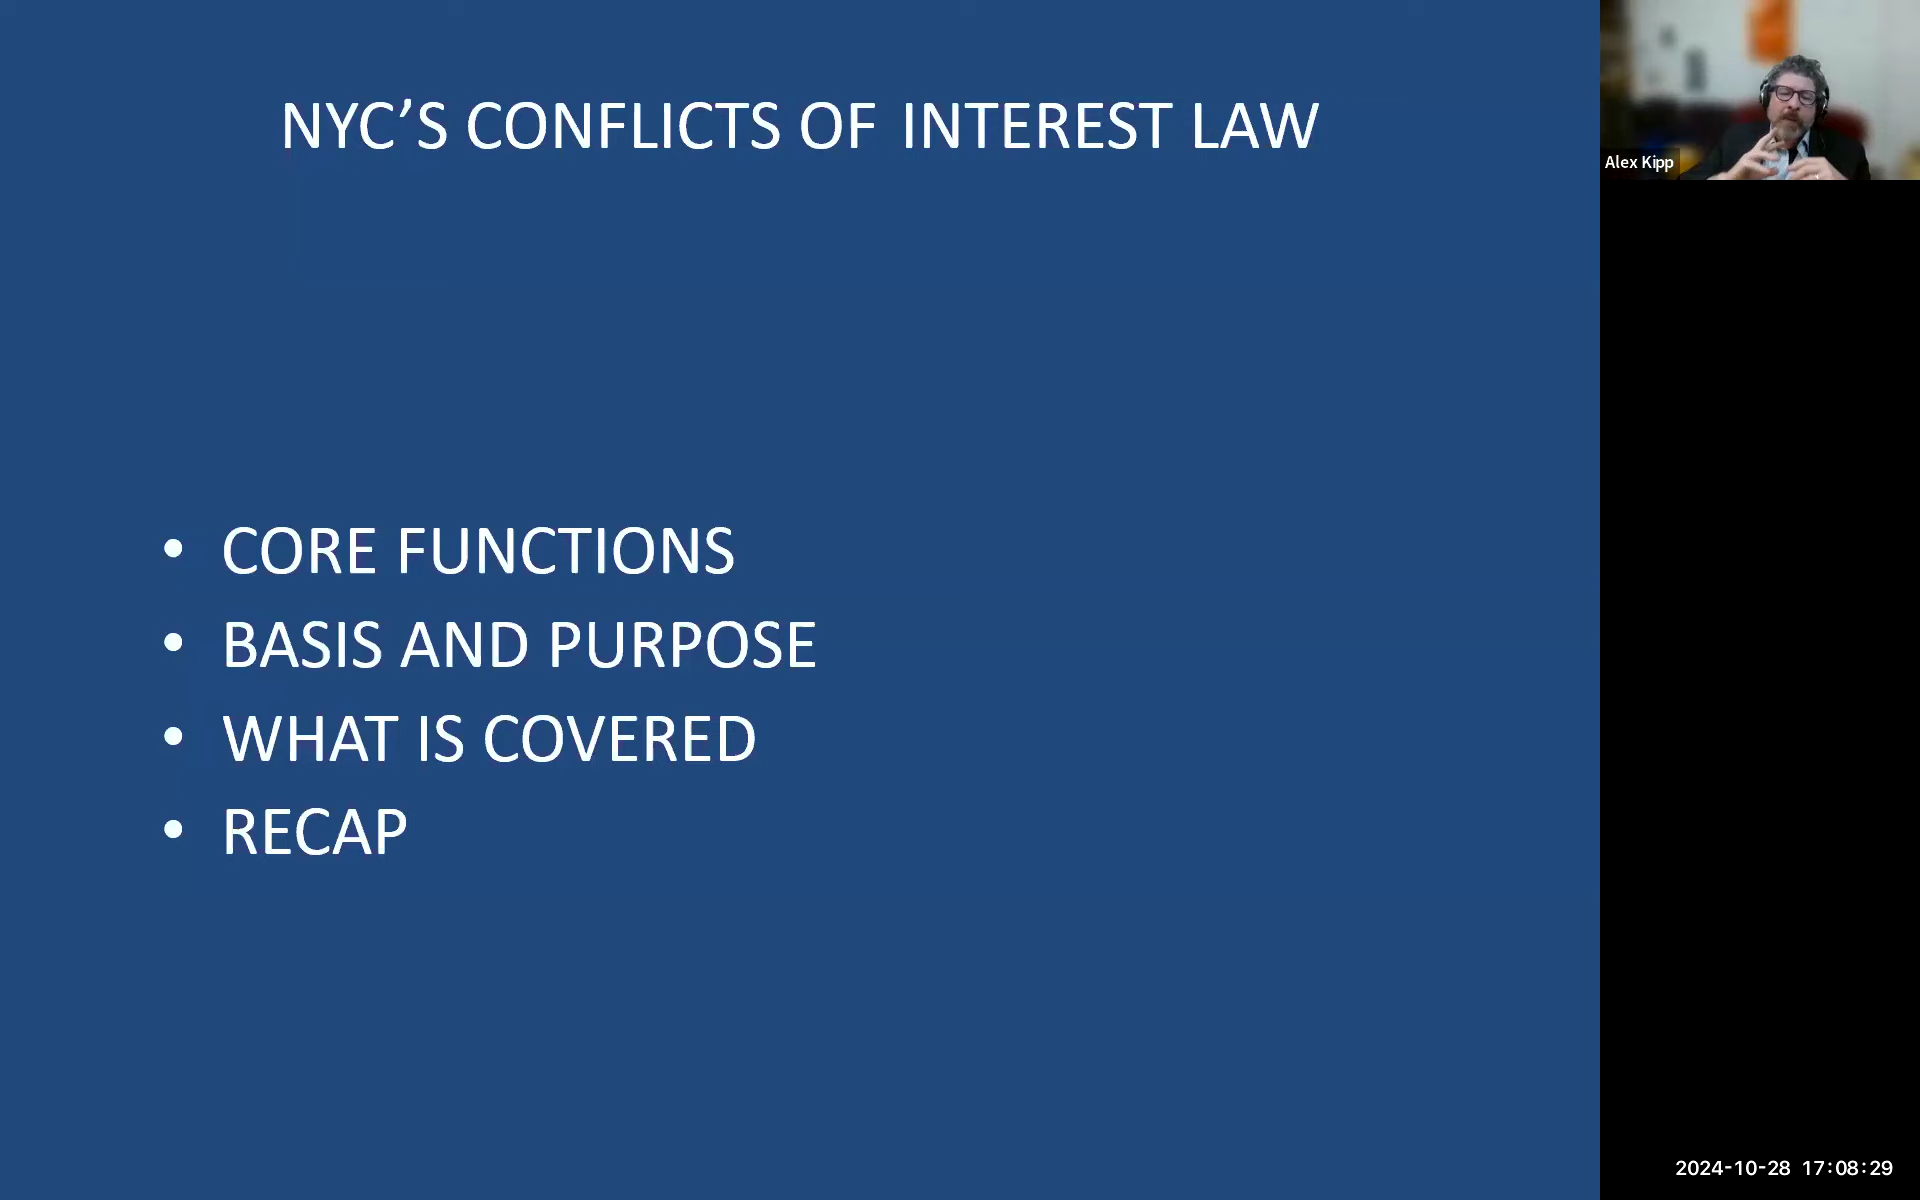 NYC’S CONFLICTS OF INTEREST LAW
Alex Kipp
• CORE FUNCTIONS
• BASIS AND PURPOSE
• WHAT IS COVERED
• RECAP
2024-10-28 17:08:29